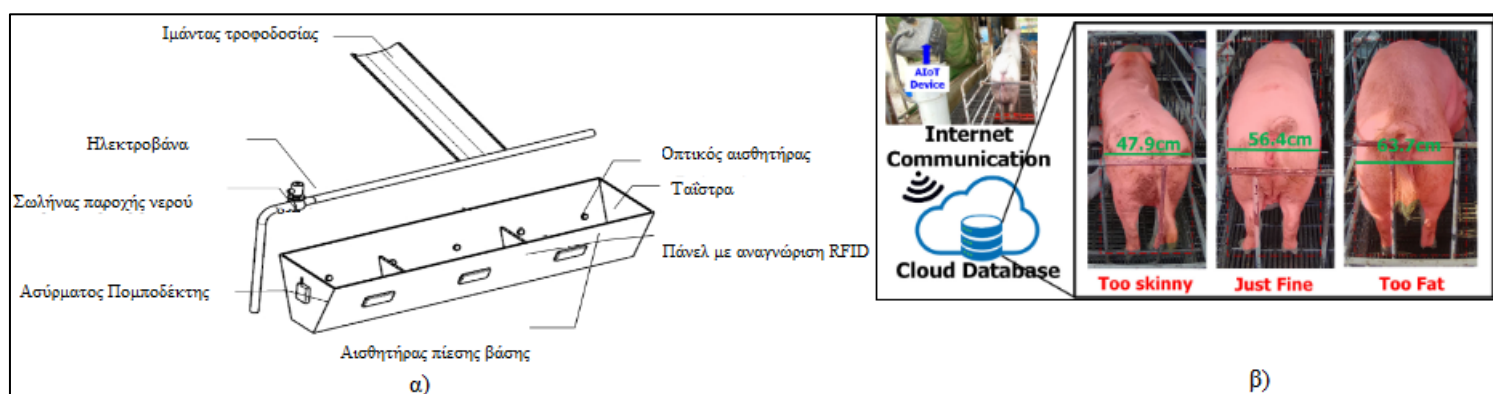 Ιμάντας τροφοδοσίας
Ηλεκτροβάνα
Σωλήνας παροχής νερού
Οπτικός αισθητήρας
Ταΐστρα
Πάνελ με αναγνώριση RFID
Ασύρματος Πομποδέκτης
Αισθητήρας πίεσης βάσης
α)
AIoT
Device
Internet
Communication
Cloud Database
47.9cm
56.4cm
63.7cm
Too skinny
Just Fine
Too Fat
β)